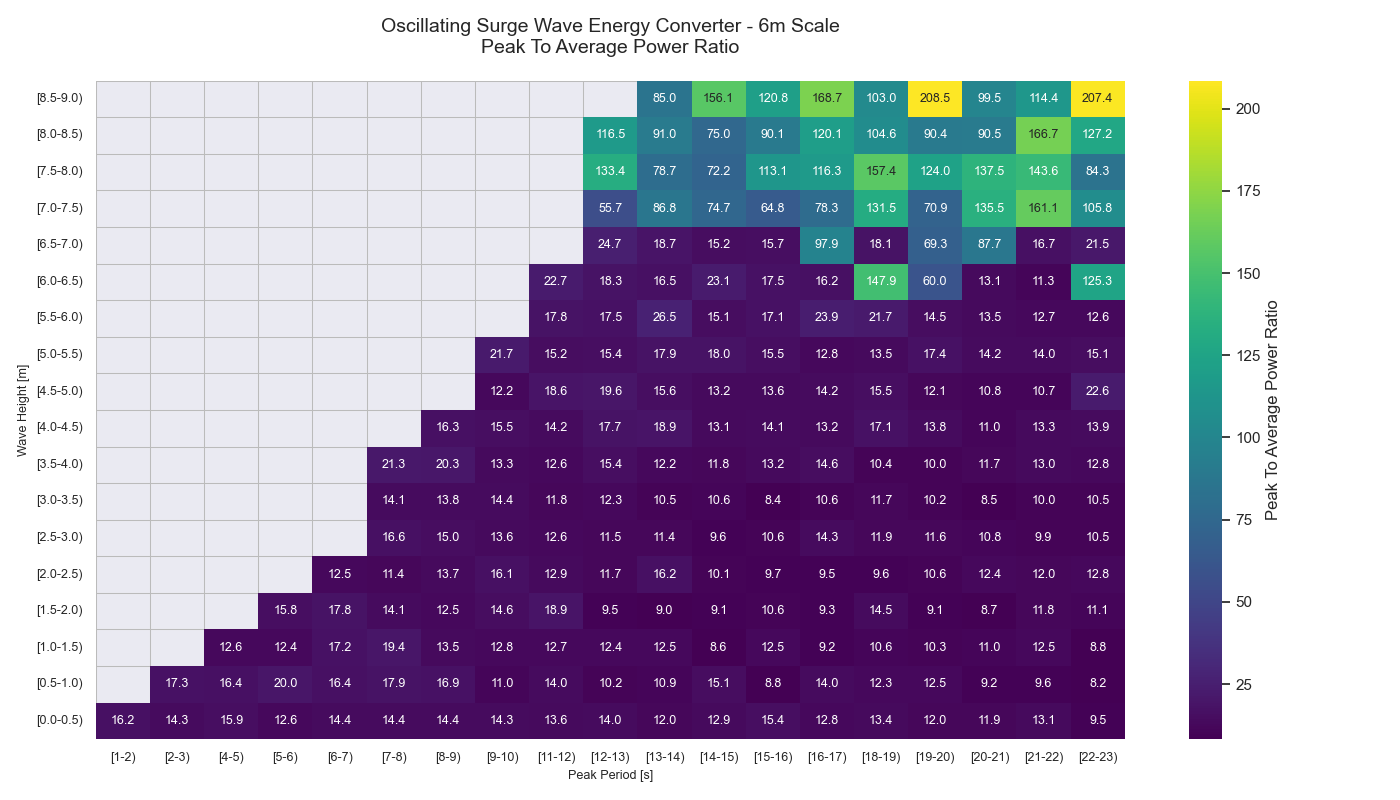 Oscillating Surge Wave Energy Converter - 6m Scale
Peak To Average Power Ratio
[8.5-9.0) 85.0 156.1 120.8 168.7 103.0 208.5 99.5 114.4 207.4
[8.0-8.5) 116.5 91.0 75.0 90.1 120.1 104.6 90.4 90.5 166.7 127.2
[7.5-8.0) 133.4 78.7 72.2 113.1 116.3 157.4 124.0 137.5 143.6 84.3
[7.0-7.5) 55.7 86.8 74.7 64.8 78.3 131.5 70.9 135.5 161.1 105.8
[6.5-7.0) 24.7 18.7 15.2 15.7 97.9 18.1 69.3 87.7 16.7 21.5
[6.0-6.5) 22.7 18.3 16.5 23.1 17.5 16.2 147.9 60.0 13.1 11.3 125.3
[5.5-6.0) 17.8 17.5 26.5 15.1 17.1 23.9 21.7 14.5 13.5 12.7 12.6
[5.0-5.5) 21.7 15.2 15.4 17.9 18.0 15.5 12.8 13.5 17.4 14.2 14.0 15.1
[4.5-5.0) 12.2 18.6 19.6 15.6 13.2 13.6 14.2 15.5 12.1 10.8 10.7 22.6
[4.0-4.5) 16.3 15.5 14.2 17.7 18.9 13.1 14.1 13.2 17.1 13.8 11.0 13.3 13.9
[3.5-4.0) 21.3 20.3 13.3 12.6 15.4 12.2 11.8 13.2 14.6 10.4 10.0 11.7 13.0 12.8
[3.0-3.5) 14.1 13.8 14.4 11.8 12.3 10.5 10.6 8.4 10.6 11.7 10.2 8.5 10.0 10.5
[2.5-3.0) 16.6 15.0 13.6 12.6 11.5 11.4 9.6 10.6 14.3 11.9 11.6 10.8 9.9 10.5
[2.0-2.5) 12.5 11.4 13.7 16.1 12.9 11.7 16.2 10.1 9.7 9.5 9.6 10.6 12.4 12.0 12.8
[1.5-2.0) 15.8 17.8 14.1 12.5 14.6 18.9 9.5 9.0 9.1 10.6 9.3 14.5 9.1 8.7 11.8 11.1
[1.0-1.5) 12.6 12.4 17.2 19.4 13.5 12.8 12.7 12.4 12.5 8.6 12.5 9.2 10.6 10.3 11.0 12.5 8.8
[0.5-1.0) 17.3 16.4 20.0 16.4 17.9 16.9 11.0 14.0 10.2 10.9 15.1 8.8 14.0 12.3 12.5 9.2 9.6 8.2
[0.0-0.5) 16.2 14.3 15.9 12.6 14.4 14.4 14.4 14.3 13.6 14.0 12.0 12.9 15.4 12.8 13.4 12.0 11.9 13.1 9.5
[1-2) [2-3) [4-5) [5-6) [6-7) [7-8) [8-9) [9-10) [11-12) [12-13) [13-14) [14-15) [15-16) [16-17) [18-19) [19-20) [20-21) [21-22) [22-23)
Peak Period [s]
Wave Height [m]
200
175
150
125
100
75
50
25
Peak To Average Power Ratio